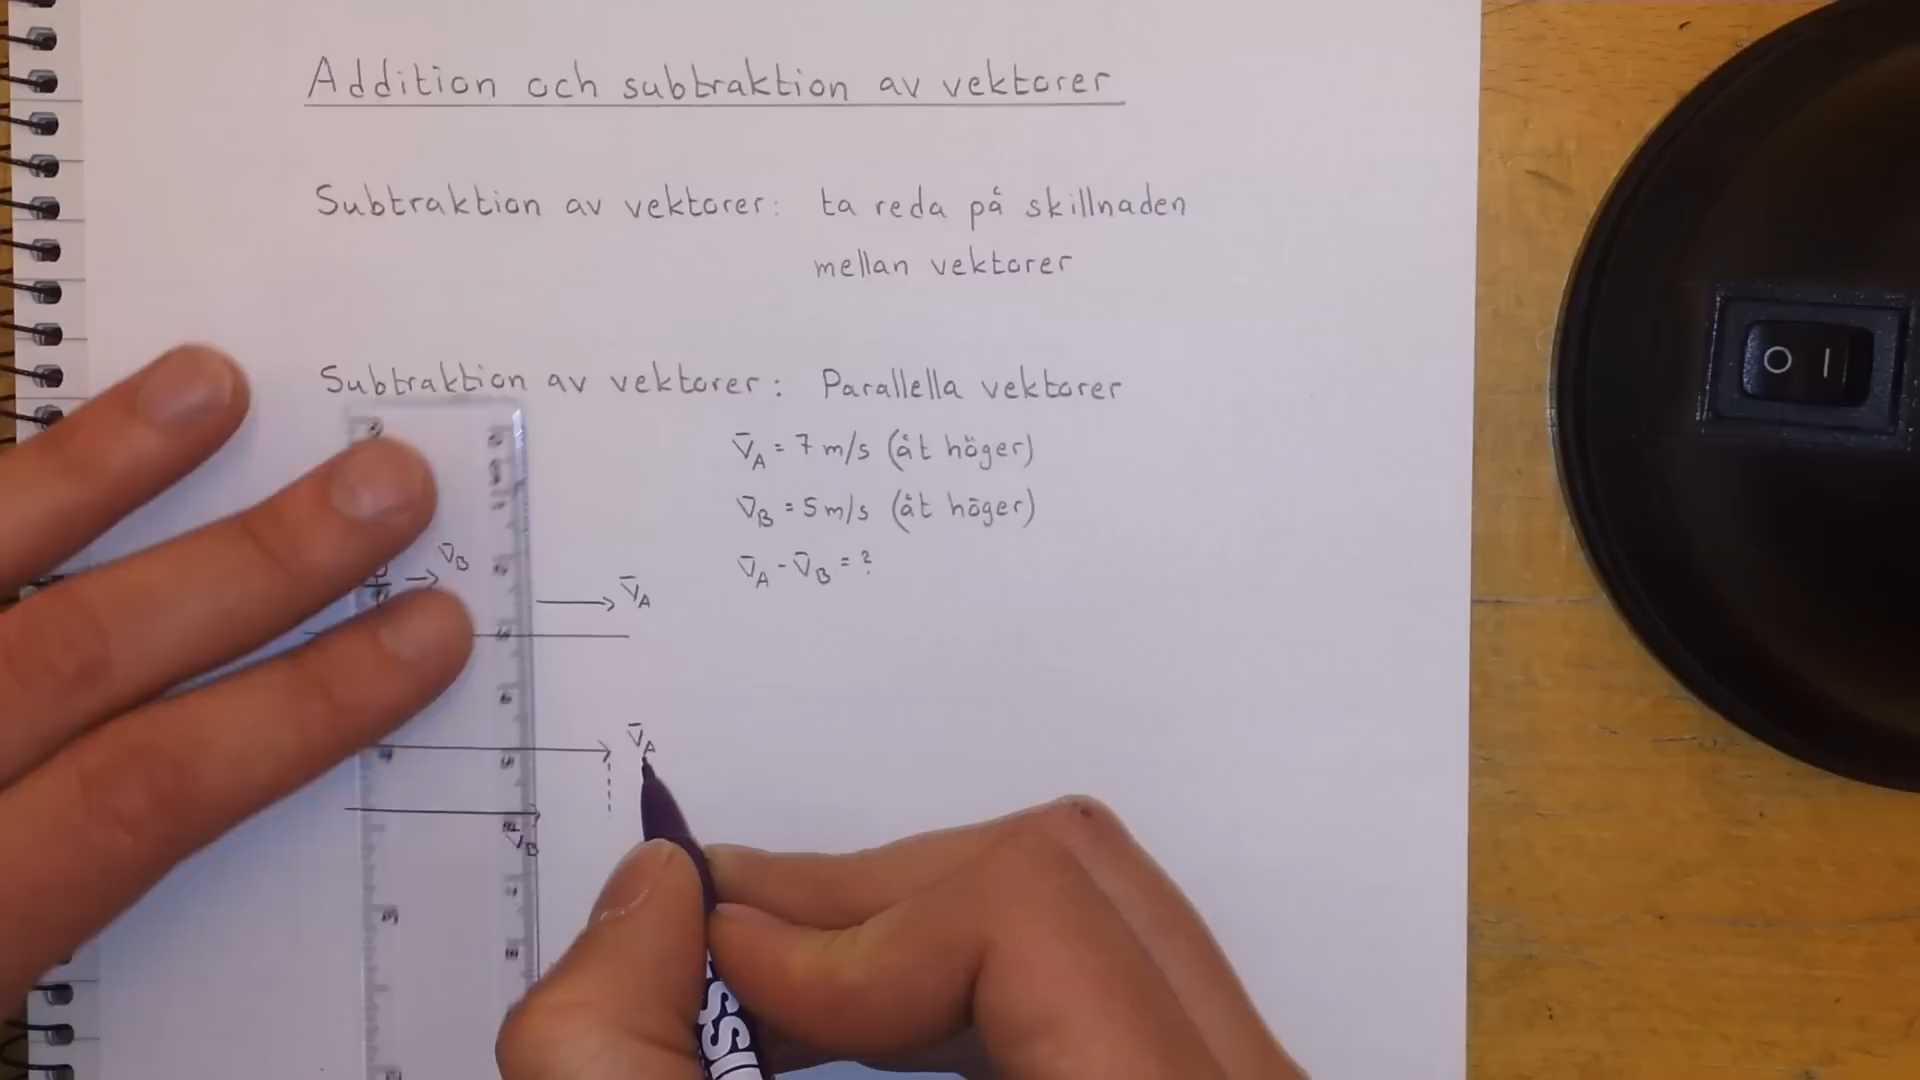 Addition och subtraktion av vektorer
Subtraktion av vektorer: ta reda på skillnaden
mellan vektorer
Subtraktion av vektorer: Parallella vektorer
V̄A = 7 m/s (åt höger)
V̄B = 5 m/s (åt höger)
V̄A - V̄B = ?
V̄B
V̄A
V̄A
V̄B
O I